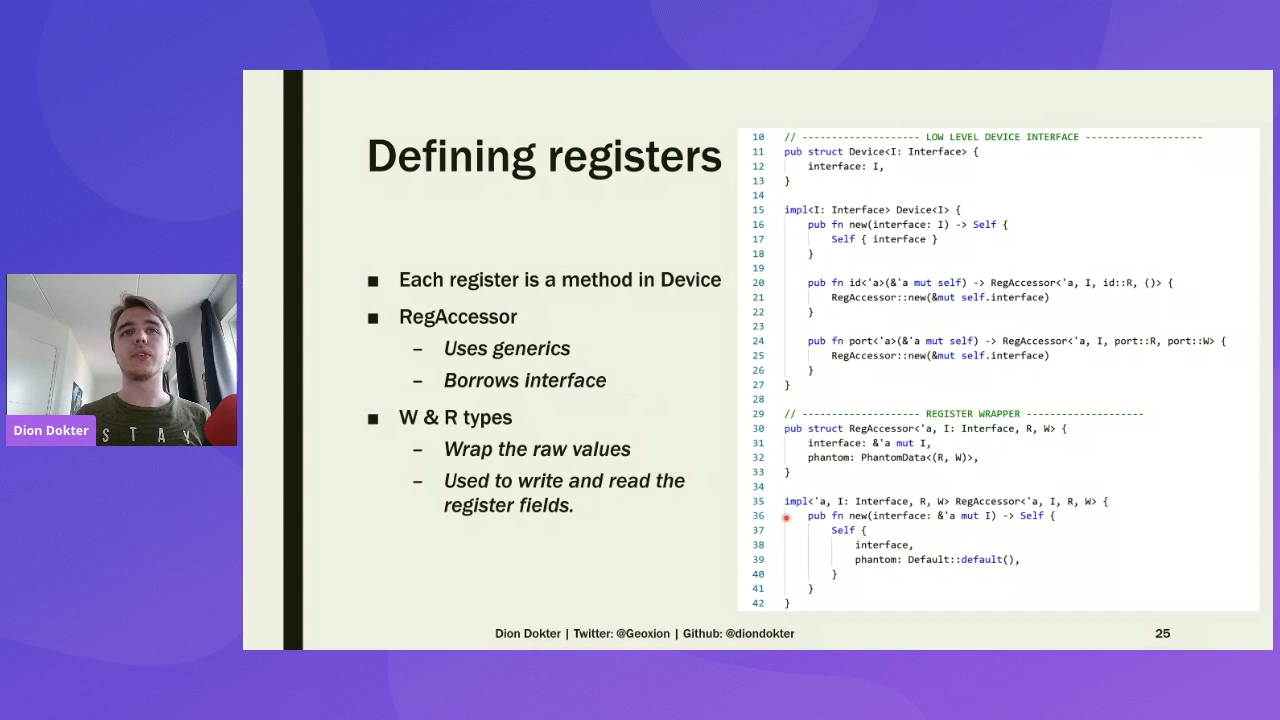 Defining registers
■ Each register is a method in Device
■ RegAccessor
– Uses generics
– Borrows interface
■ W & R types
– Wrap the raw values
– Used to write and read the
register fields.
10 // -------------------- LOW LEVEL DEVICE INTERFACE --------------------
11 pub struct Device<I: Interface> {
12     interface: I,
13 }
14
15 impl<I: Interface> Device<I> {
16     pub fn new(interface: I) -> Self {
17         Self { interface }
18     }
19
20     pub fn id<'a>(&'a mut self) -> RegAccessor<'a, I, id::R, ()> {
21         RegAccessor::new(&mut self.interface)
22     }
23
24     pub fn port<'a>(&'a mut self) -> RegAccessor<'a, I, port::R, port::W> {
25         RegAccessor::new(&mut self.interface)
26     }
27 }
28
29 // -------------------- REGISTER WRAPPER --------------------
30 pub struct RegAccessor<'a, I: Interface, R, W> {
31     interface: &'a mut I,
32     phantom: PhantomData<(R, W)>,
33 }
34
35 impl<'a, I: Interface, R, W> RegAccessor<'a, I, R, W> {
36     pub fn new(interface: &'a mut I) -> Self {
37         Self {
38             interface,
39             phantom: Default::default(),
40         }
41     }
42 }
Dion Dokter
S T A Y
Dion Dokter | Twitter: @Geoxion | Github: @diondokter
25